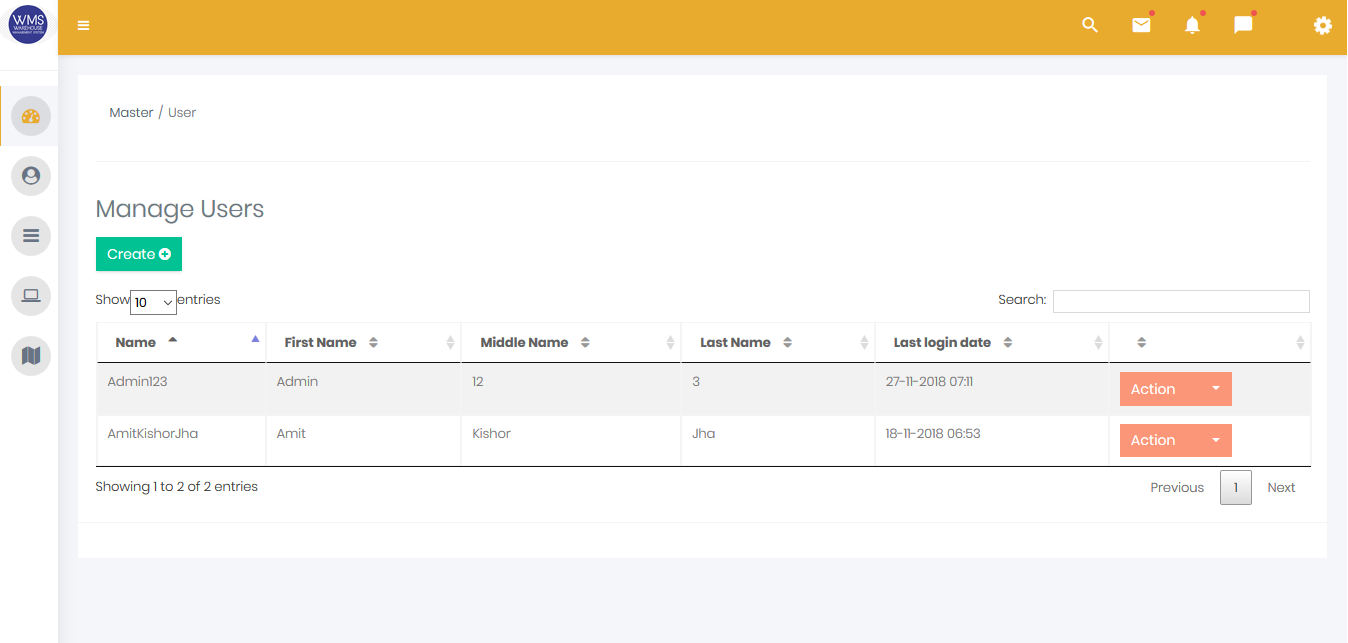 WMS
WAREHOUSE
MANAGEMENT SYSTEM
Master / User
Manage Users
Create
Show 10 entries
Search:
Name First Name Middle Name Last Name Last login date
Admin123 Admin 12 3 27-11-2018 07:11 Action
AmitKishorJha Amit Kishor Jha 18-11-2018 06:53 Action
Showing 1 to 2 of 2 entries
Previous 1 Next